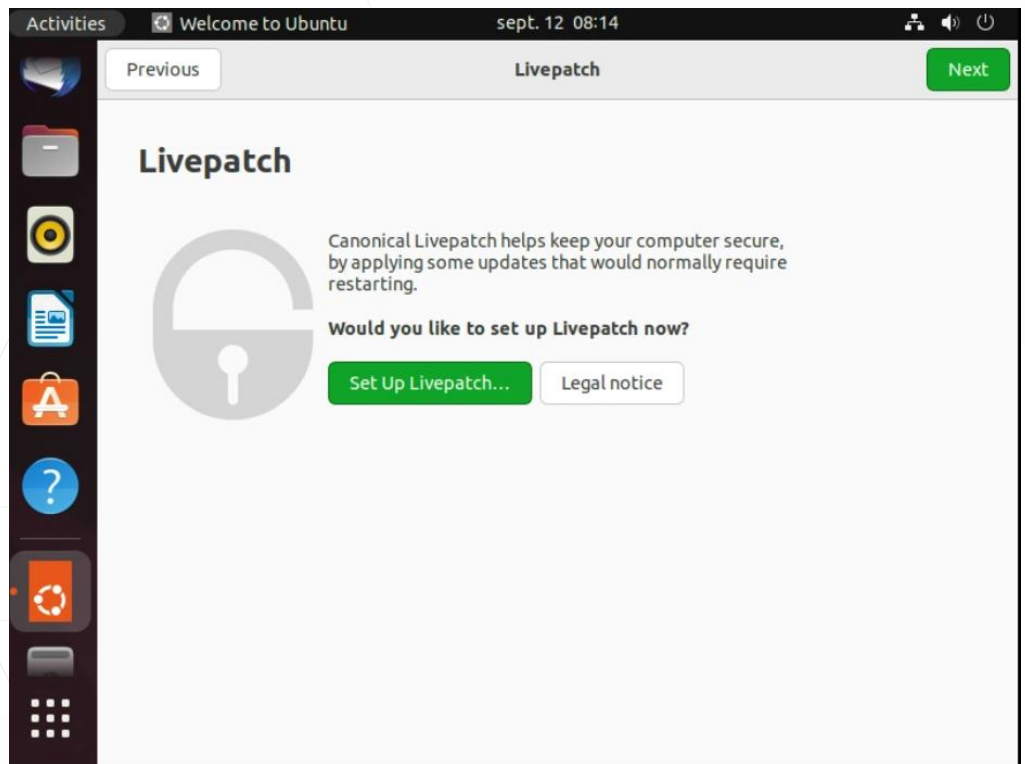 Activities Welcome to Ubuntu sept. 12 08:14
Previous Livepatch Next
Livepatch
Canonical Livepatch helps keep your computer secure,
by applying some updates that would normally require
restarting.
Would you like to set up Livepatch now?
Set Up Livepatch... Legal notice